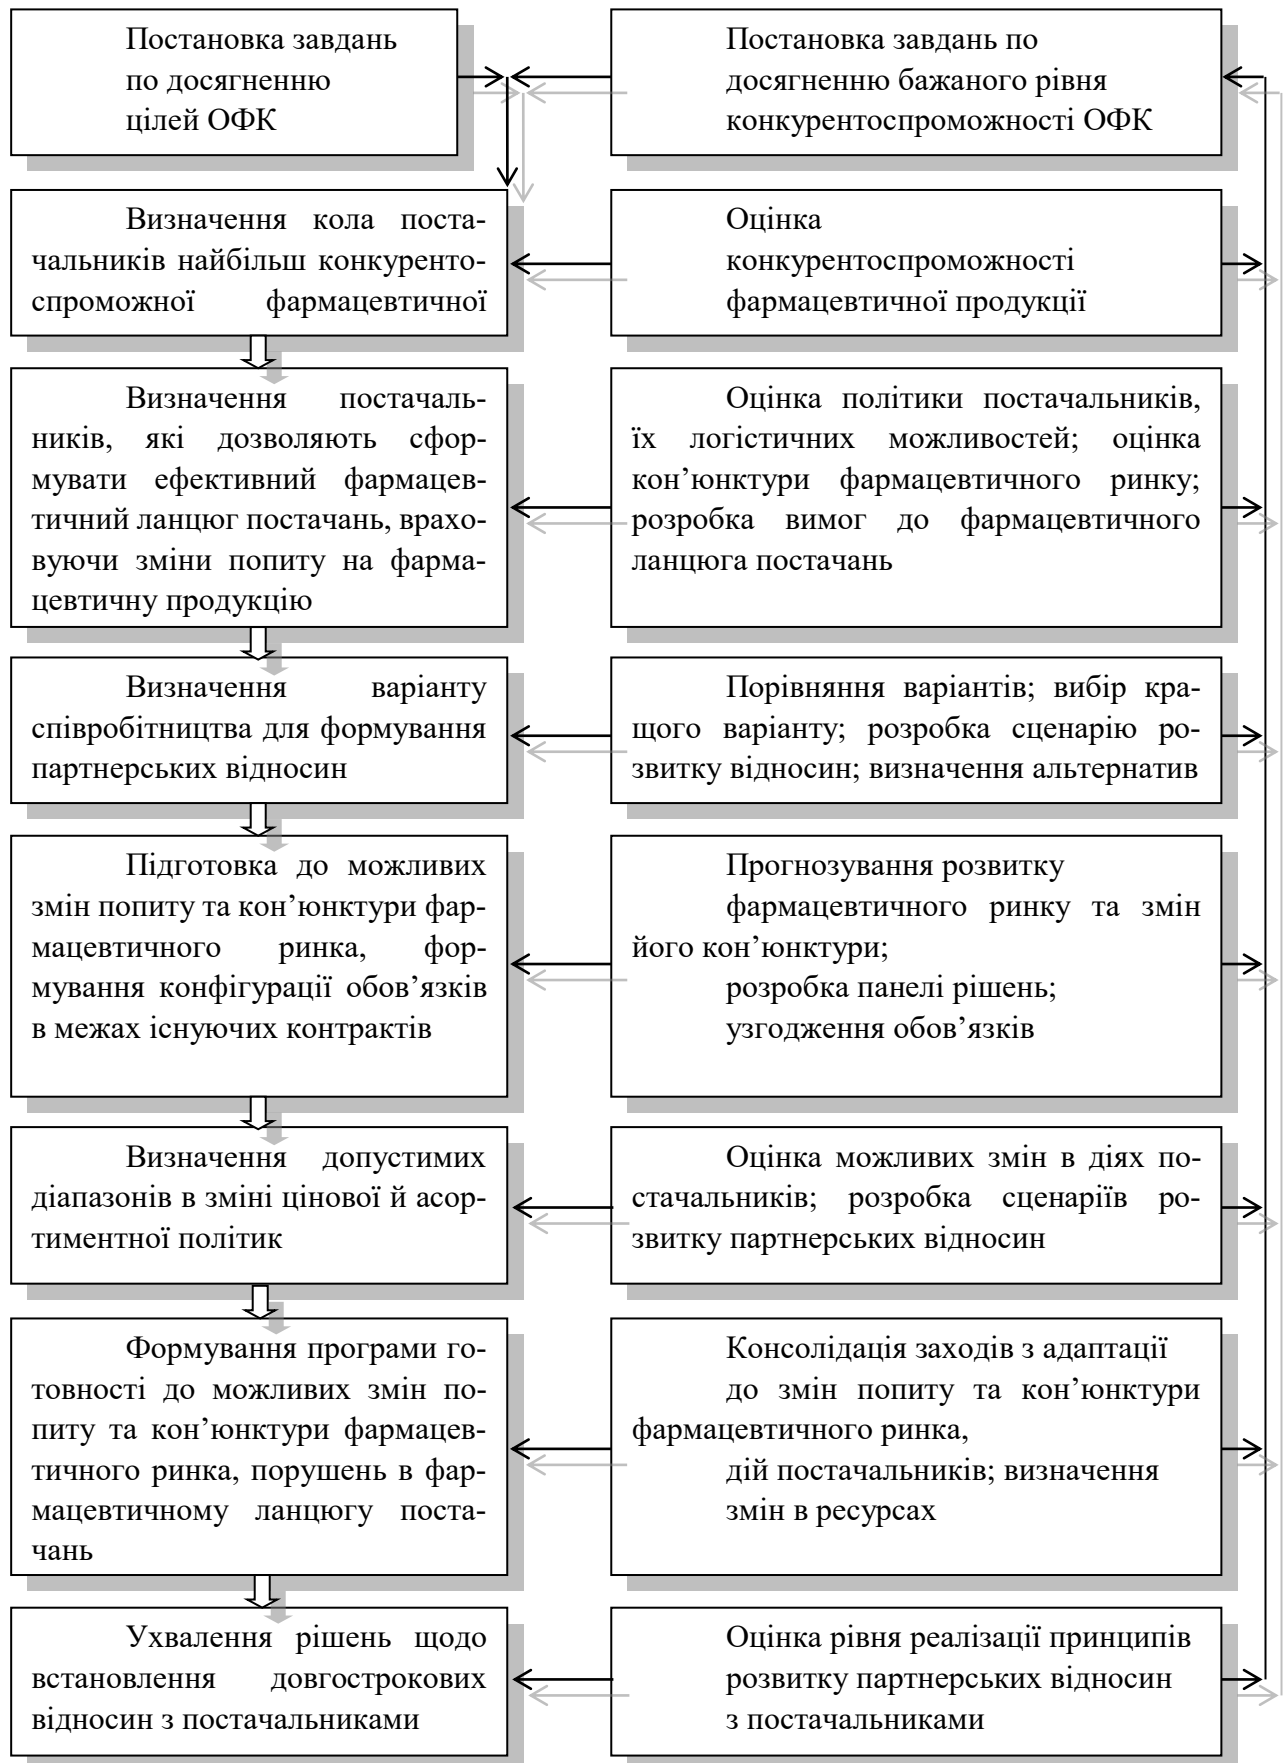 Постановка завдань
по досягненню
цілей ОФК
Постановка завдань по
досягненню бажаного рівня
конкурентоспроможності ОФК
Визначення кола поста-
чальників найбільш конкуренто-
спроможної фармацевтичної
Оцінка
конкурентоспроможності
фармацевтичної продукції
Визначення постачаль-
ників, які дозволяють сфор-
мувати ефективний фармацев-
тичний ланцюг постачань, врахо-
вуючи зміни попиту на фарма-
цевтичну продукцію
Оцінка політики постачальників,
їх логістичних можливостей; оцінка
кон’юнктури фармацевтичного ринку;
розробка вимог до фармацевтичного
ланцюга постачань
Визначення варіанту
співробітництва для формування
партнерських відносин
Порівняння варіантів; вибір кра-
щого варіанту; розробка сценарію ро-
звитку відносин; визначення альтернатив
Підготовка до можливих
змін попиту та кон’юнктури фар-
мацевтичного ринка, фор-
мування конфігурації обов’язків
в межах існуючих контрактів
Прогнозування розвитку
фармацевтичного ринку та змін
його кон’юнктури;
розробка панелі рішень;
узгодження обов’язків
Визначення допустимих
діапазонів в зміні цінової й асор-
тиментної політик
Оцінка можливих змін в діях по-
стачальників; розробка сценаріїв ро-
звитку партнерських відносин
Формування програми го-
товності до можливих змін по-
питу та кон’юнктури фармацев-
тичного ринка, порушень в фар-
мацевтичному ланцюгу поста-
чань
Консолідація заходів з адаптації
до змін попиту та кон’юнктури
фармацевтичного ринка,
дій постачальників; визначення
змін в ресурсах
Ухвалення рішень щодо
встановлення довгострокових
відносин з постачальниками
Оцінка рівня реалізації принципів
розвитку партнерських відносин
з постачальниками